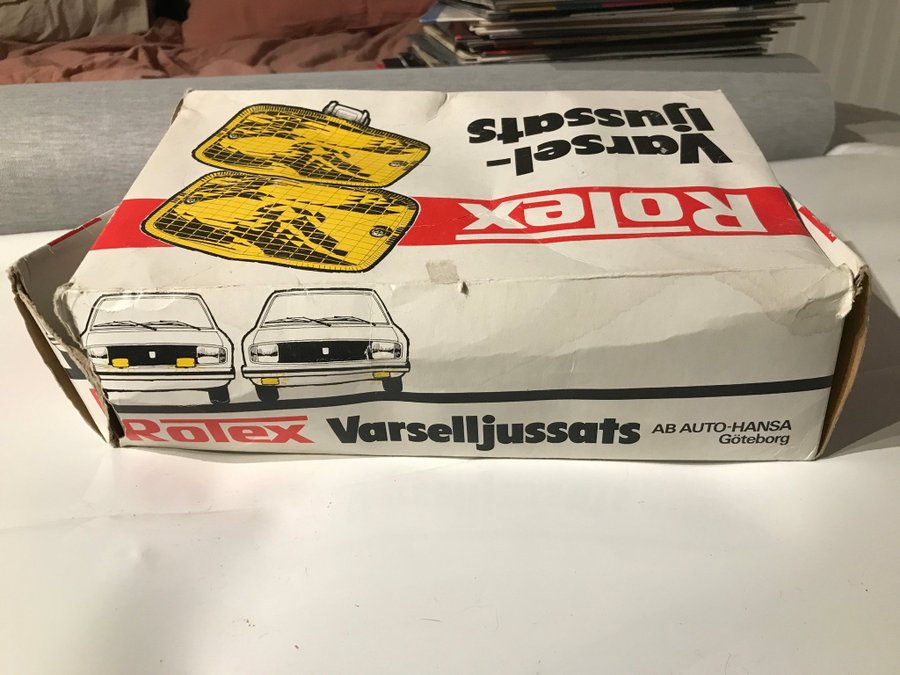 Varsel-
ljussats
RoTex
RoTex Varselljussats AB AUTO-HANSA
Göteborg